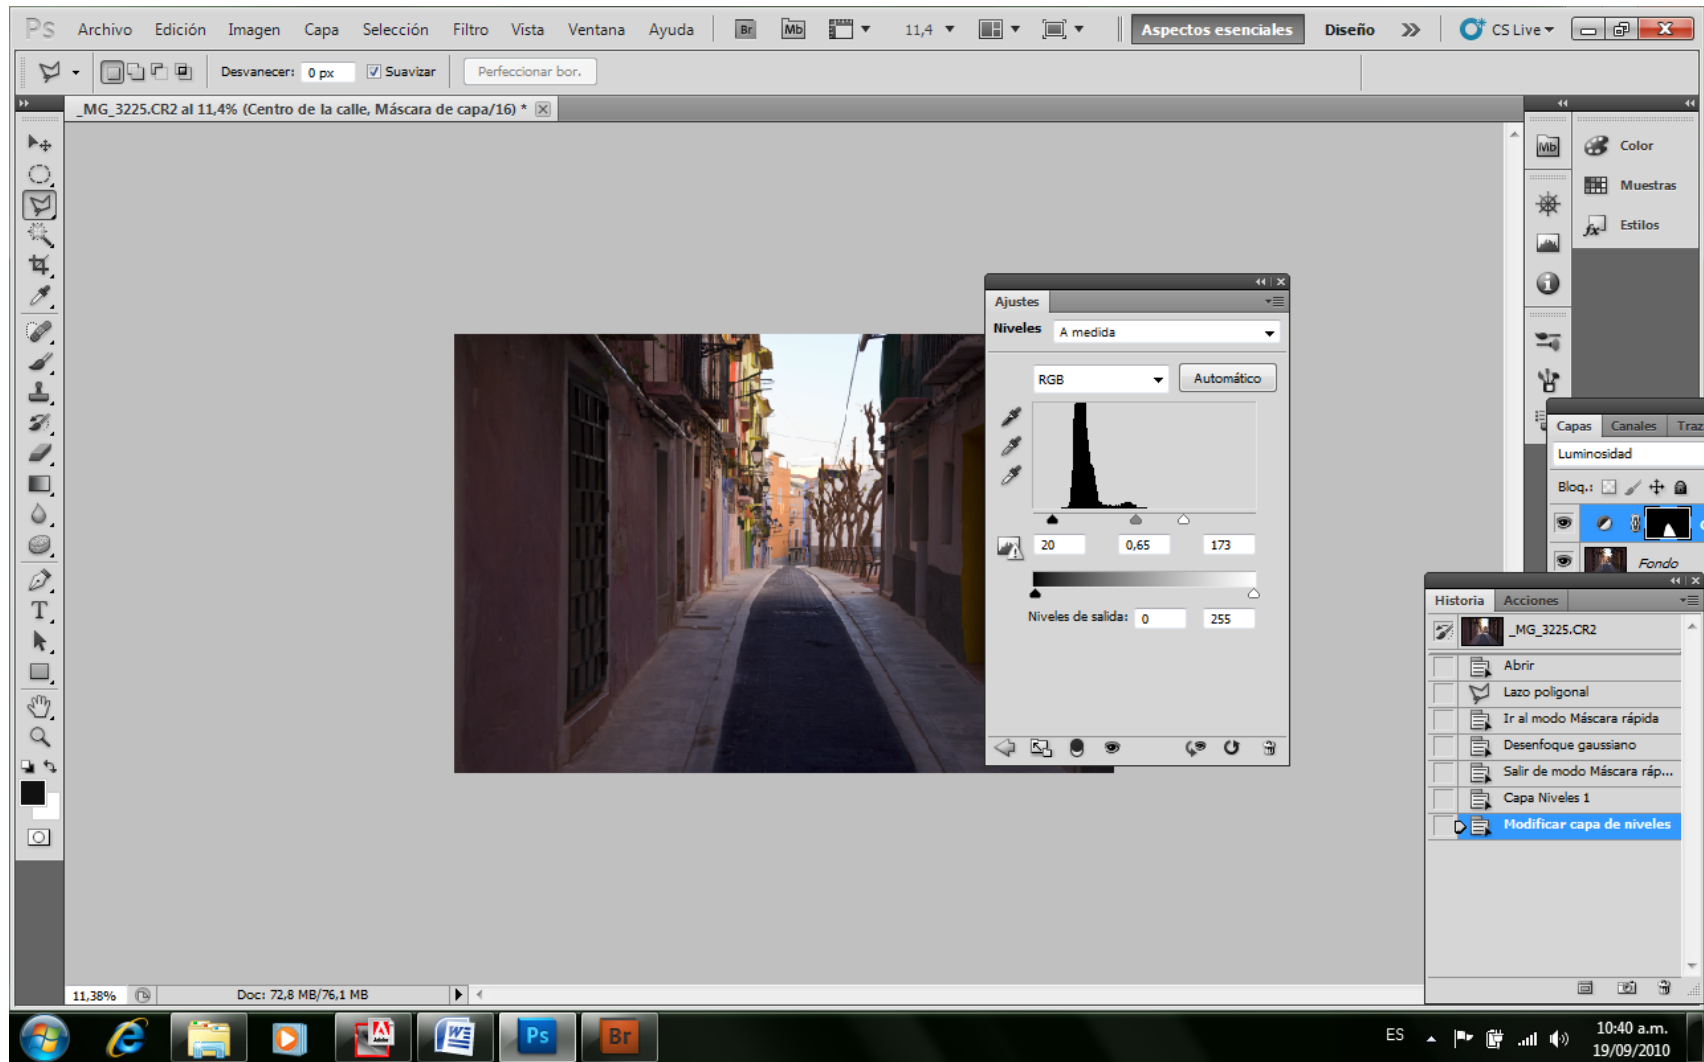 Ps Archivo Edición Imagen Capa Selección Filtro Vista Ventana Ayuda Br Mb 11,4 Aspectos esenciales Diseño CS Live
Desvanecer: 0 px Suavizar Perfeccionar bor.
_MG_3225.CR2 al 11,4% (Centro de la calle, Máscara de capa/16) *
Mb Color
Muestras
Estilos
Ajustes
Niveles A medida
RGB Automático
20 0,65 173
Niveles de salida: 0 255
Capas Canales Traz
Luminosidad
Bloq.:
Fondo
Historia Acciones
_MG_3225.CR2
Abrir
Lazo poligonal
Ir al modo Máscara rápida
Desenfoque gaussiano
Salir de modo Máscara ráp...
Capa Niveles 1
Modificar capa de niveles
11,38% Doc: 72,8 MB/76,1 MB
Adobe W Ps Br ES 10:40 a.m.
19/09/2010